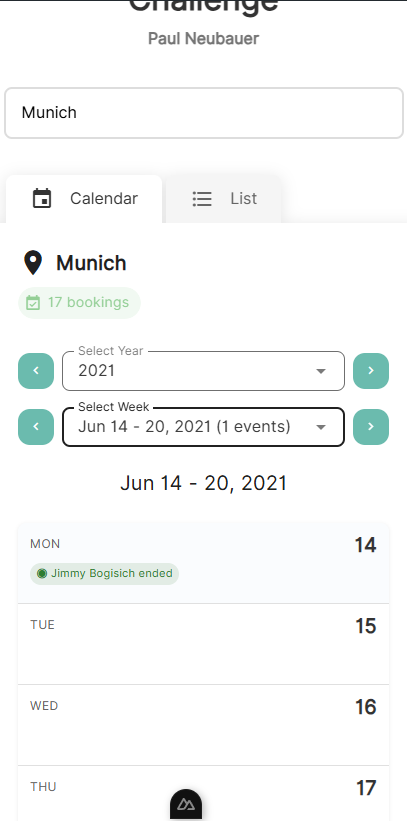 Challenge
Paul Neubauer
Munich
Calendar
List
Munich
17 bookings
Select Year
2021
Select Week
Jun 14 - 20, 2021 (1 events)
Jun 14 - 20, 2021
MON
14
Jimmy Bogisich ended
TUE
15
WED
16
THU
17